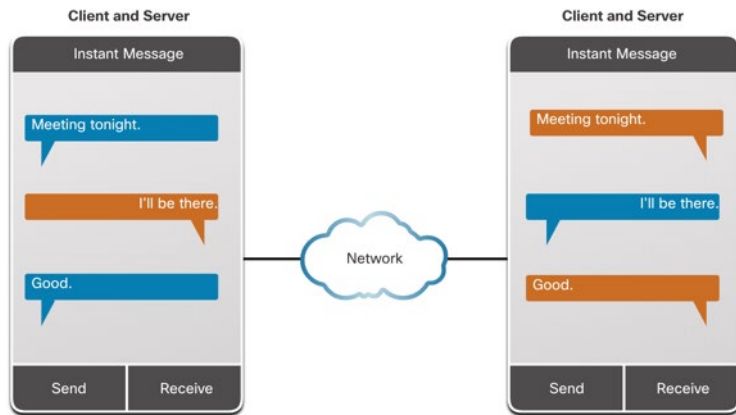 Client and Server
Instant Message
Meeting tonight.
I'll be there.
Good.
Send
Receive
Network
Client and Server
Instant Message
Meeting tonight.
I'll be there.
Good.
Send
Receive